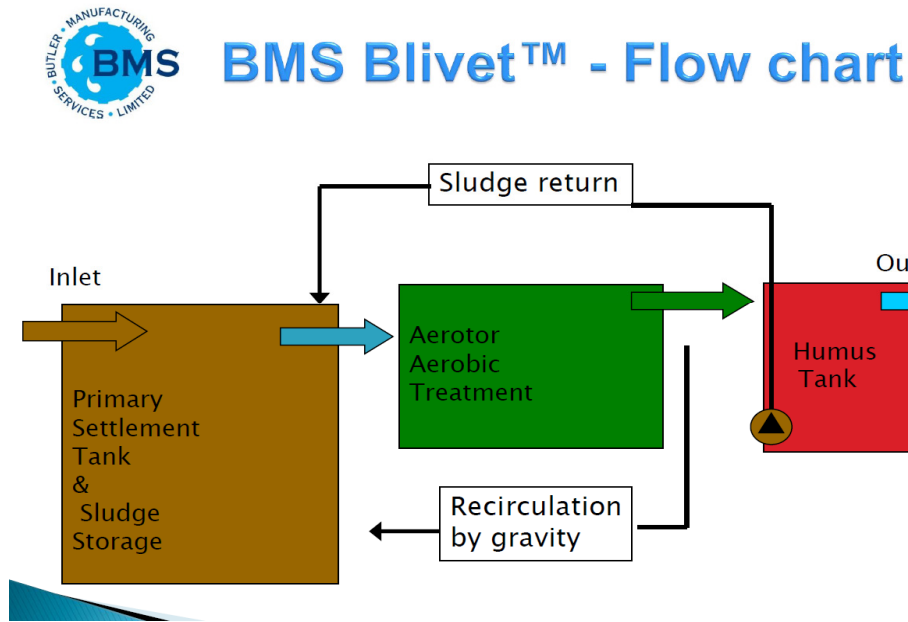 BUTLER • MANUFACTURING • SERVICES • LIMITED
BMS
BMS Blivet™ - Flow chart
Sludge return
Inlet
Ou
Aerotor
Aerobic
Treatment
Humus
Tank
Primary
Settlement
Tank
&
Sludge
Storage
Recirculation
by gravity